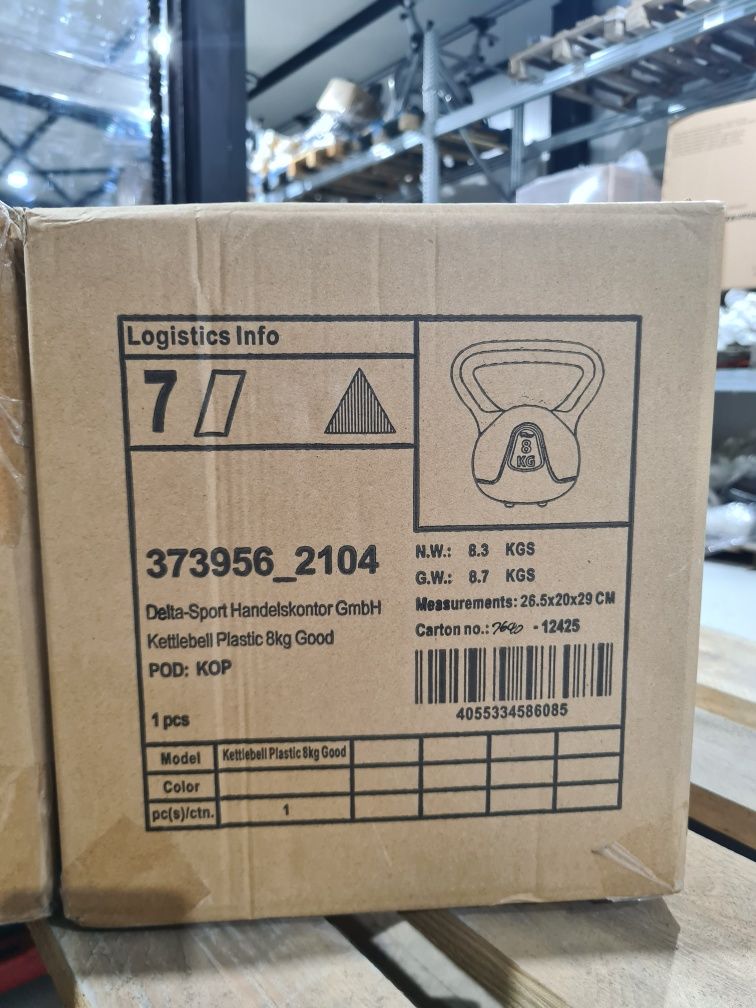 Logistics Info
7
8
KG
373956_2104
Delta-Sport Handelskontor GmbH
Kettlebell Plastic 8kg Good
POD: KOP
1 pcs
N.W.: 8.3 KGS
G.W.: 8.7 KGS
Measurements: 26.5x20x29 CM
Carton no.: - 12425
4055334586085
Model Kettlebell Plastic 8kg Good
Color
pc(s)/ctn. 1